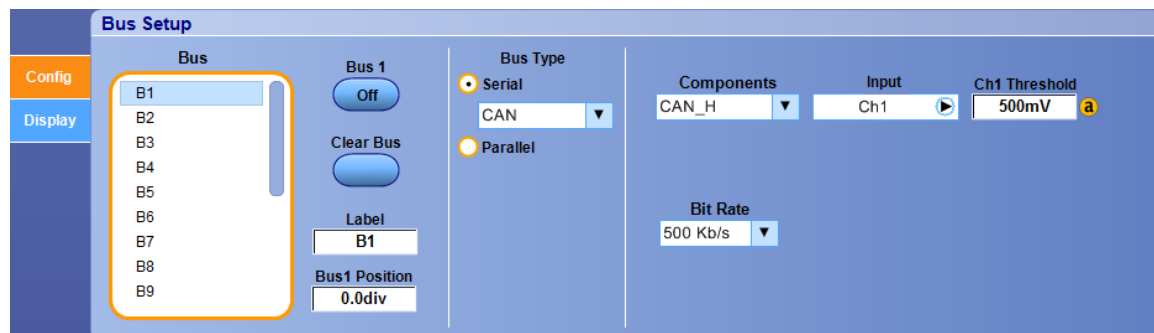 Bus Setup
Config
Display
Bus
B1
B2
B3
B4
B5
B6
B7
B8
B9
Bus 1
Off
Clear Bus
Label
B1
Bus1 Position
0.0div
Bus Type
Serial
CAN
Parallel
Components
CAN_H
Input
Ch1
Ch1 Threshold
500mV
a
Bit Rate
500 Kb/s